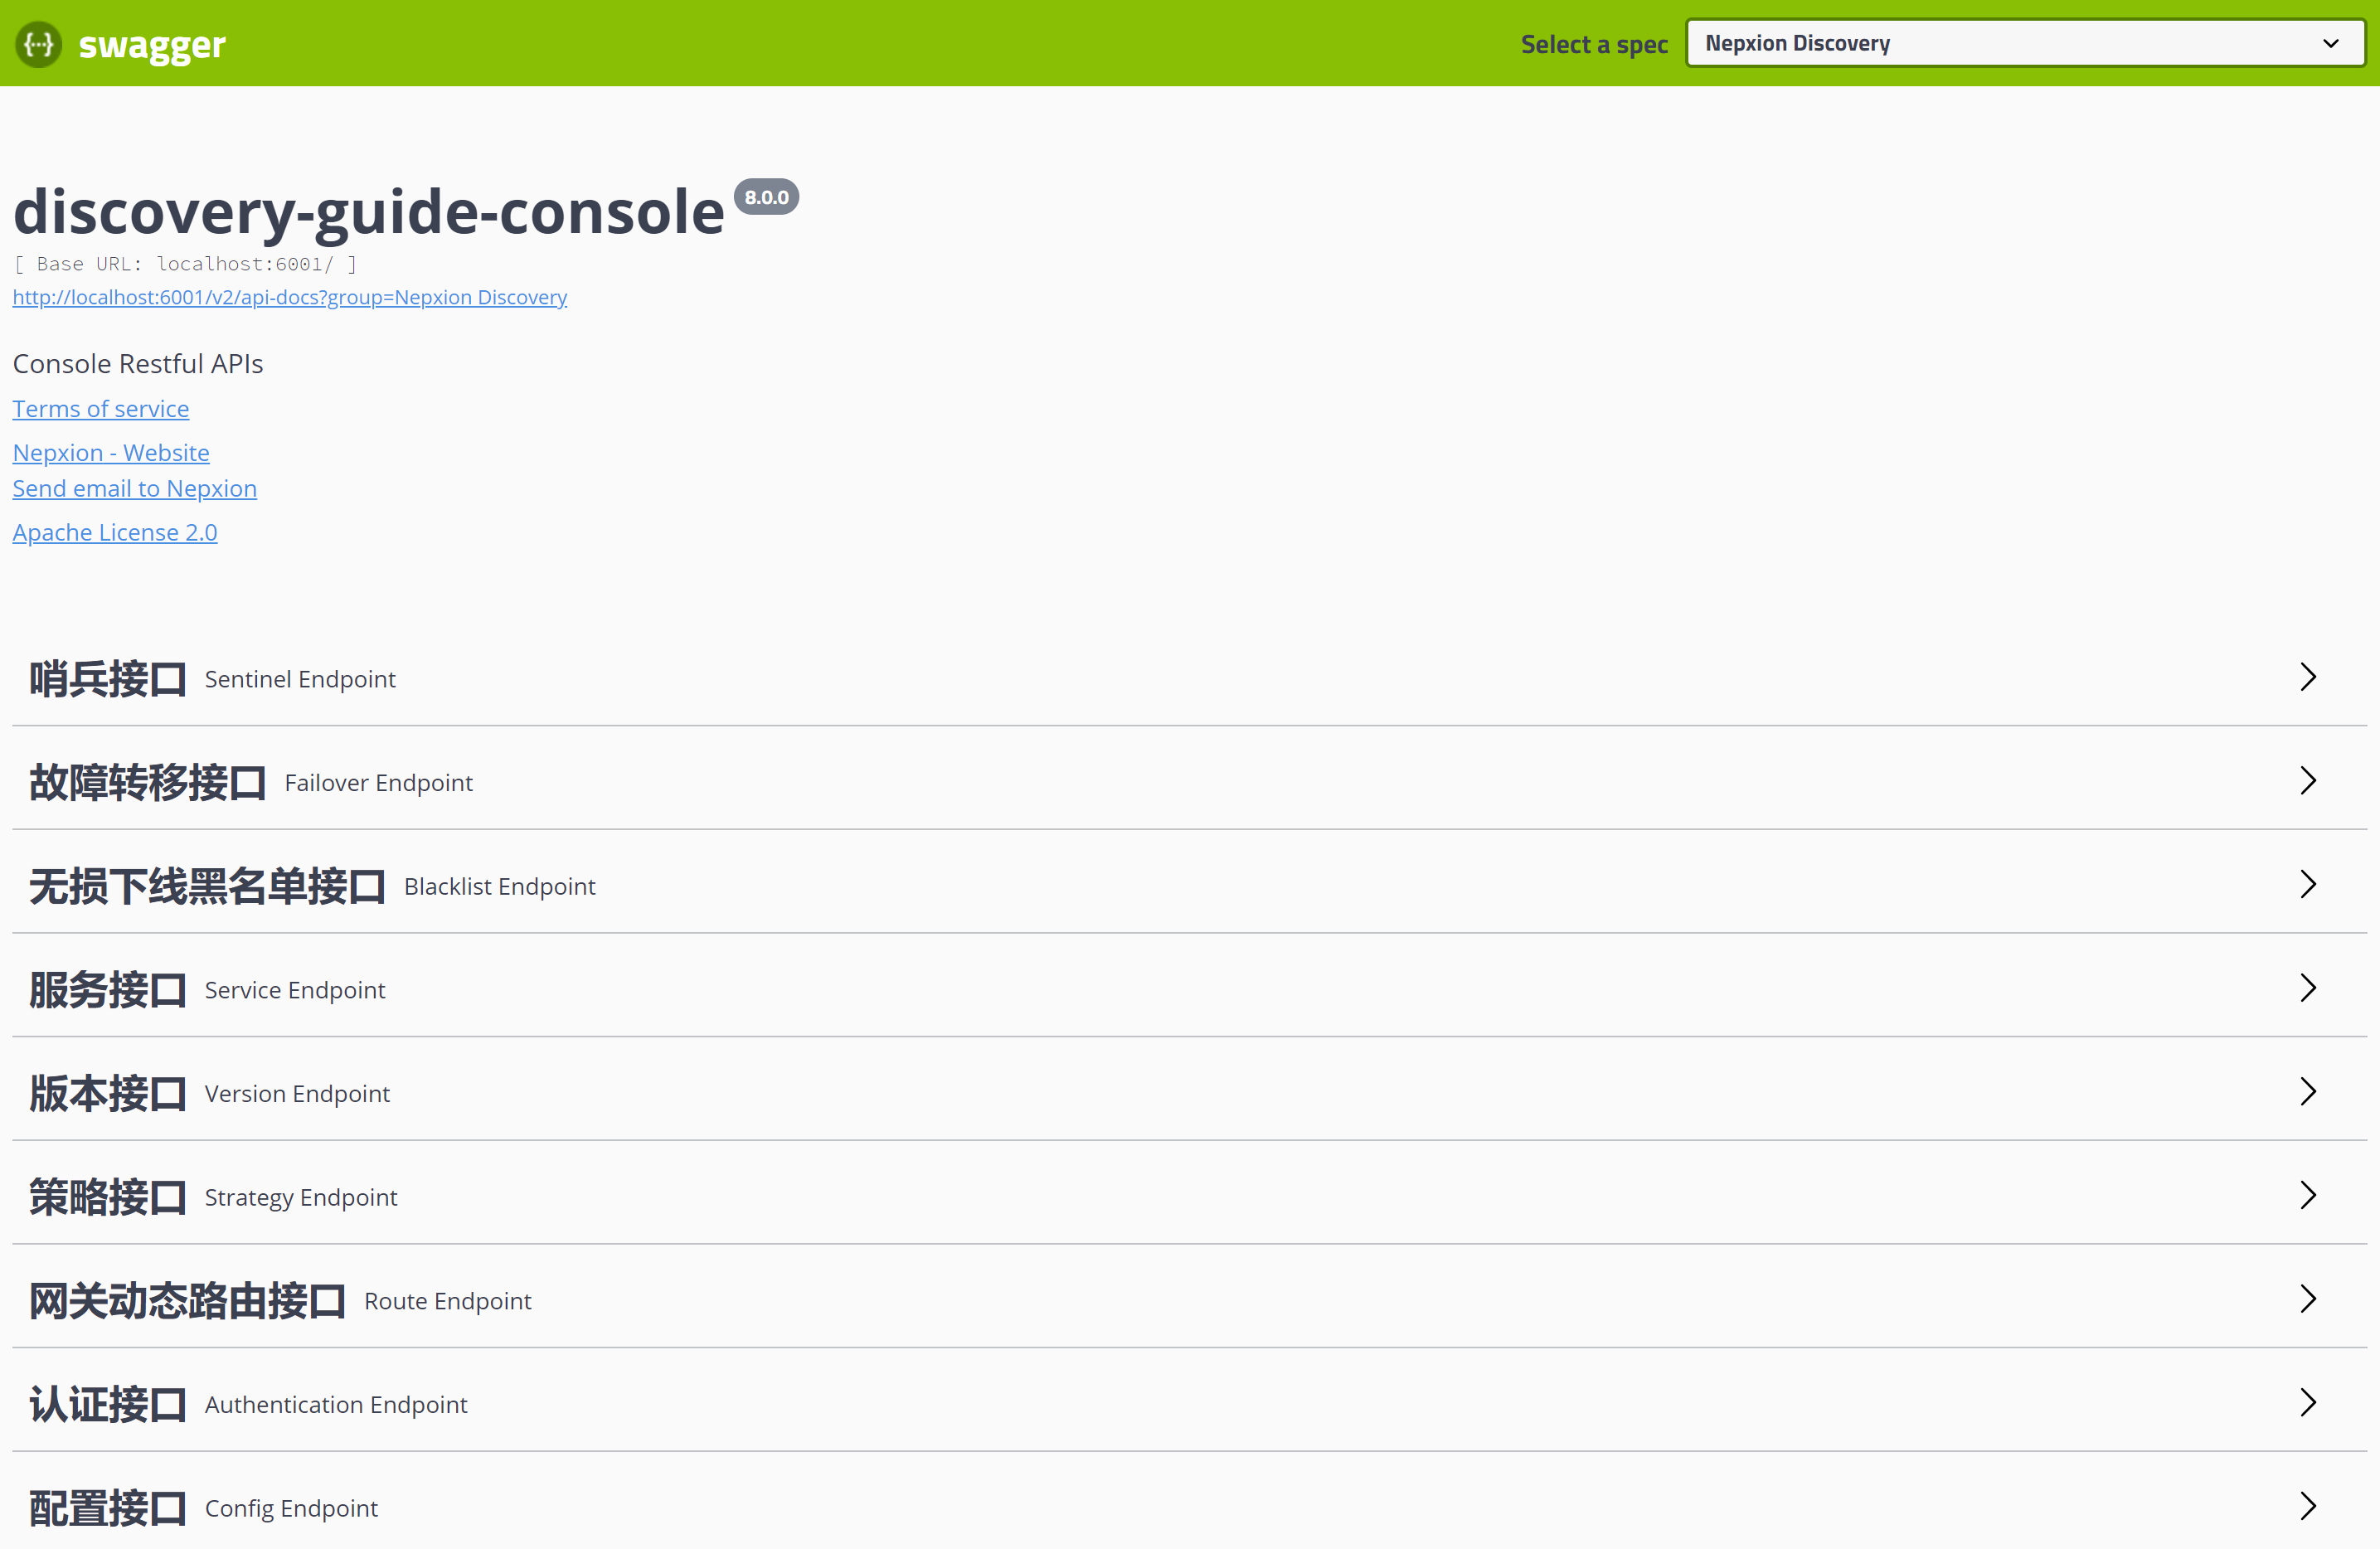 {···} swagger Select a spec Nepxion Discovery
discovery-guide-console 8.0.0
[ Base URL: localhost:6001/ ]
http://localhost:6001/v2/api-docs?group=Nepxion Discovery
Console Restful APIs
Terms of service
Nepxion - Website
Send email to Nepxion
Apache License 2.0
哨兵接口 Sentinel Endpoint
故障转移接口 Failover Endpoint
无损下线黑名单接口 Blacklist Endpoint
服务接口 Service Endpoint
版本接口 Version Endpoint
策略接口 Strategy Endpoint
网关动态路由接口 Route Endpoint
认证接口 Authentication Endpoint
配置接口 Config Endpoint